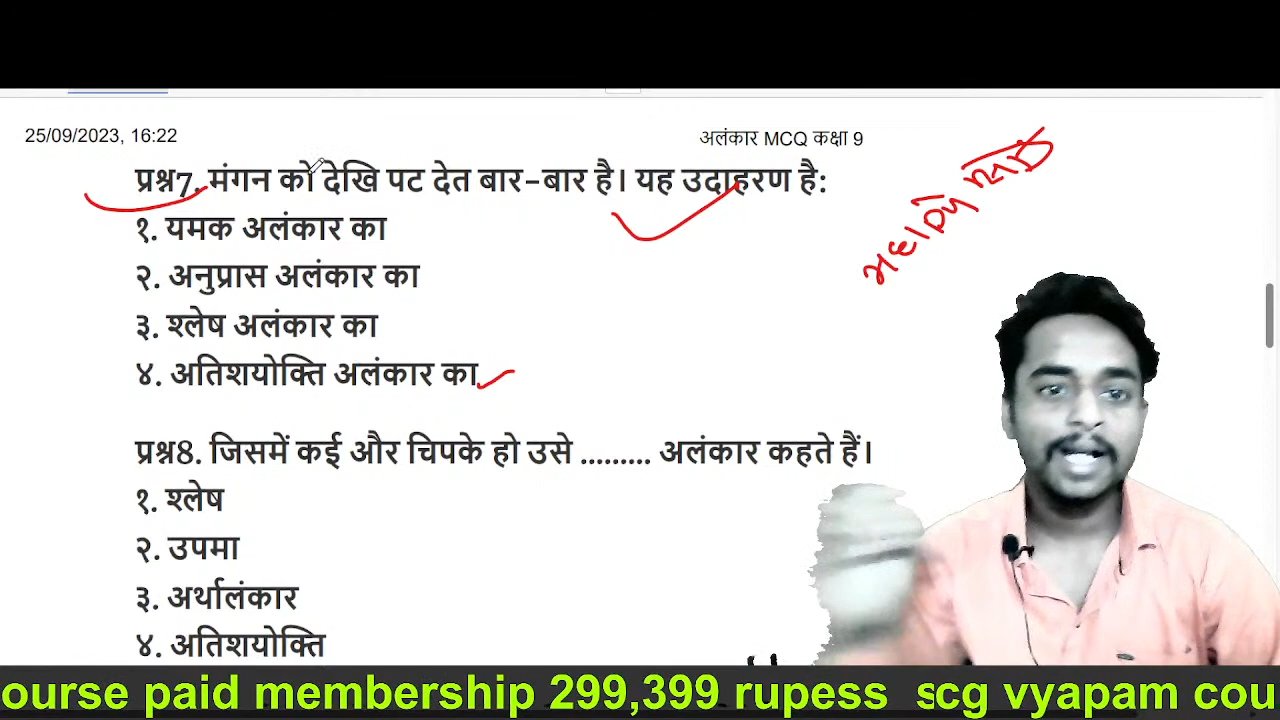 25/09/2023, 16:22
अलंकार MCQ कक्षा 9
प्रश्न7. मंगन को देखि पट देत बार-बार है। यह उदाहरण है:
१. यमक अलंकार का
२. अनुप्रास अलंकार का
३. श्लेष अलंकार का
४. अतिशयोक्ति अलंकार का
प्रश्न8. जिसमें कई और चिपके हो उसे ......... अलंकार कहते हैं।
१. श्लेष
२. उपमा
३. अर्थालंकार
४. अतिशयोक्ति
ourse paid membership 299,399 rupess scg vyapam cou